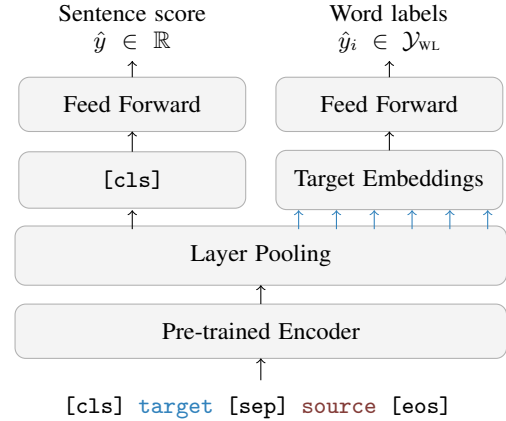 Sentence score
ŷ ∈ ℝ
Word labels
ŷᵢ ∈ 𝒴_WL
Feed Forward
Feed Forward
[cls]
Target Embeddings
Layer Pooling
Pre-trained Encoder
[cls] target [sep] source [eos]